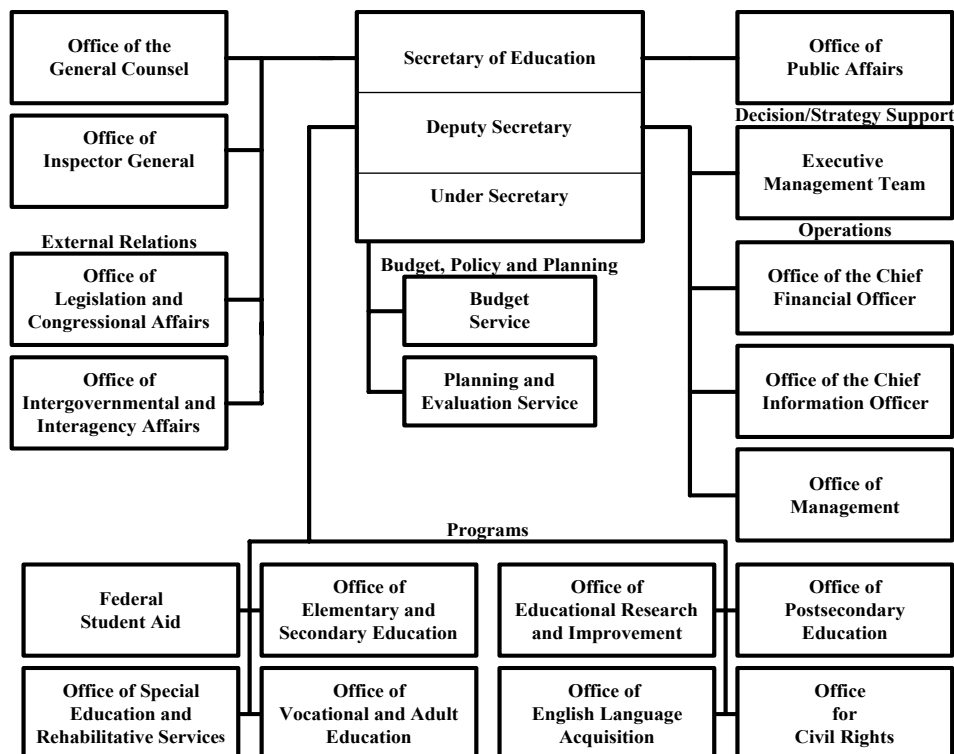 Office of the
General Counsel
Secretary of Education
Office of
Public Affairs
Office of
Inspector General
Deputy Secretary
Decision/Strategy Support
Executive
Management Team
Under Secretary
External Relations
Office of
Legislation and
Congressional Affairs
Office of
Intergovernmental and
Interagency Affairs
Budget, Policy and Planning
Budget
Service
Planning and
Evaluation Service
Operations
Office of the Chief
Financial Officer
Office of the Chief
Information Officer
Office of
Management
Programs
Federal
Student Aid
Office of
Elementary and
Secondary Education
Office of
Educational Research
and Improvement
Office of
Postsecondary
Education
Office of Special
Education and
Rehabilitative Services
Office of
Vocational and Adult
Education
Office of
English Language
Acquisition
Office
for
Civil Rights